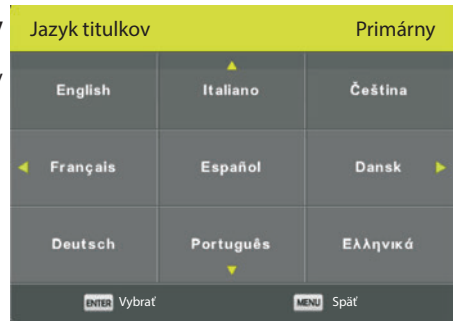 Jazyk titulkov Primárny
English Italiano Čeština
Français Español Dansk
Deutsch Português Ελληνικά
ENTER Vybrať MENU Späť